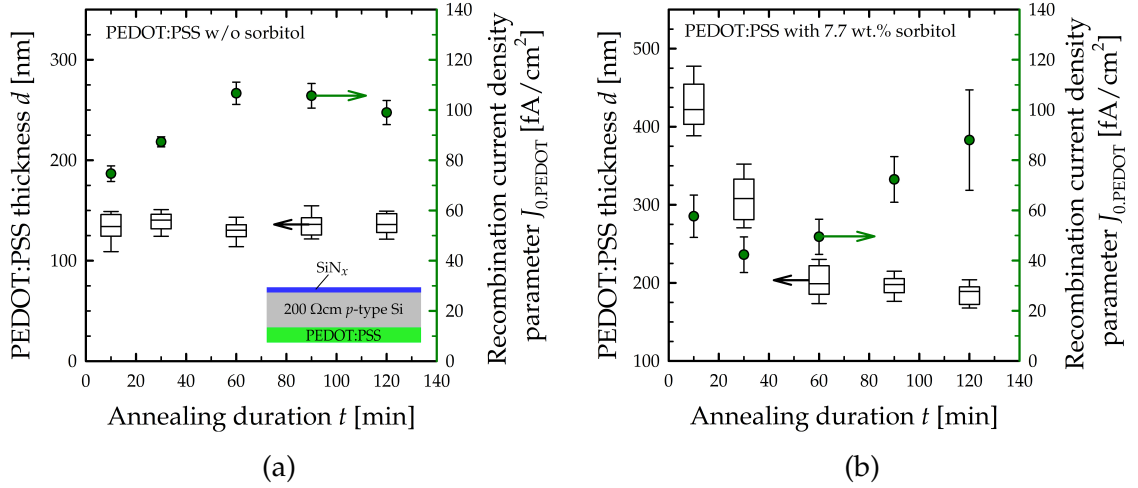 PEDOT:PSS w/o sorbitol
PEDOT:PSS thickness d [nm]
350
300
250
200
150
100
50
0
140
120
100
80
60
40
20
0
Recombination current density
parameter J0.PEDOT [fA/cm2]
SiNx
200 Ωcm p-type Si
PEDOT:PSS
0 20 40 60 80 100 120 140
Annealing duration t [min]
(a)
PEDOT:PSS with 7.7 wt.% sorbitol
PEDOT:PSS thickness d [nm]
500
400
300
200
100
140
120
100
80
60
40
20
0
Recombination current density
parameter J0.PEDOT [fA/cm2]
0 20 40 60 80 100 120 140
Annealing duration t [min]
(b)